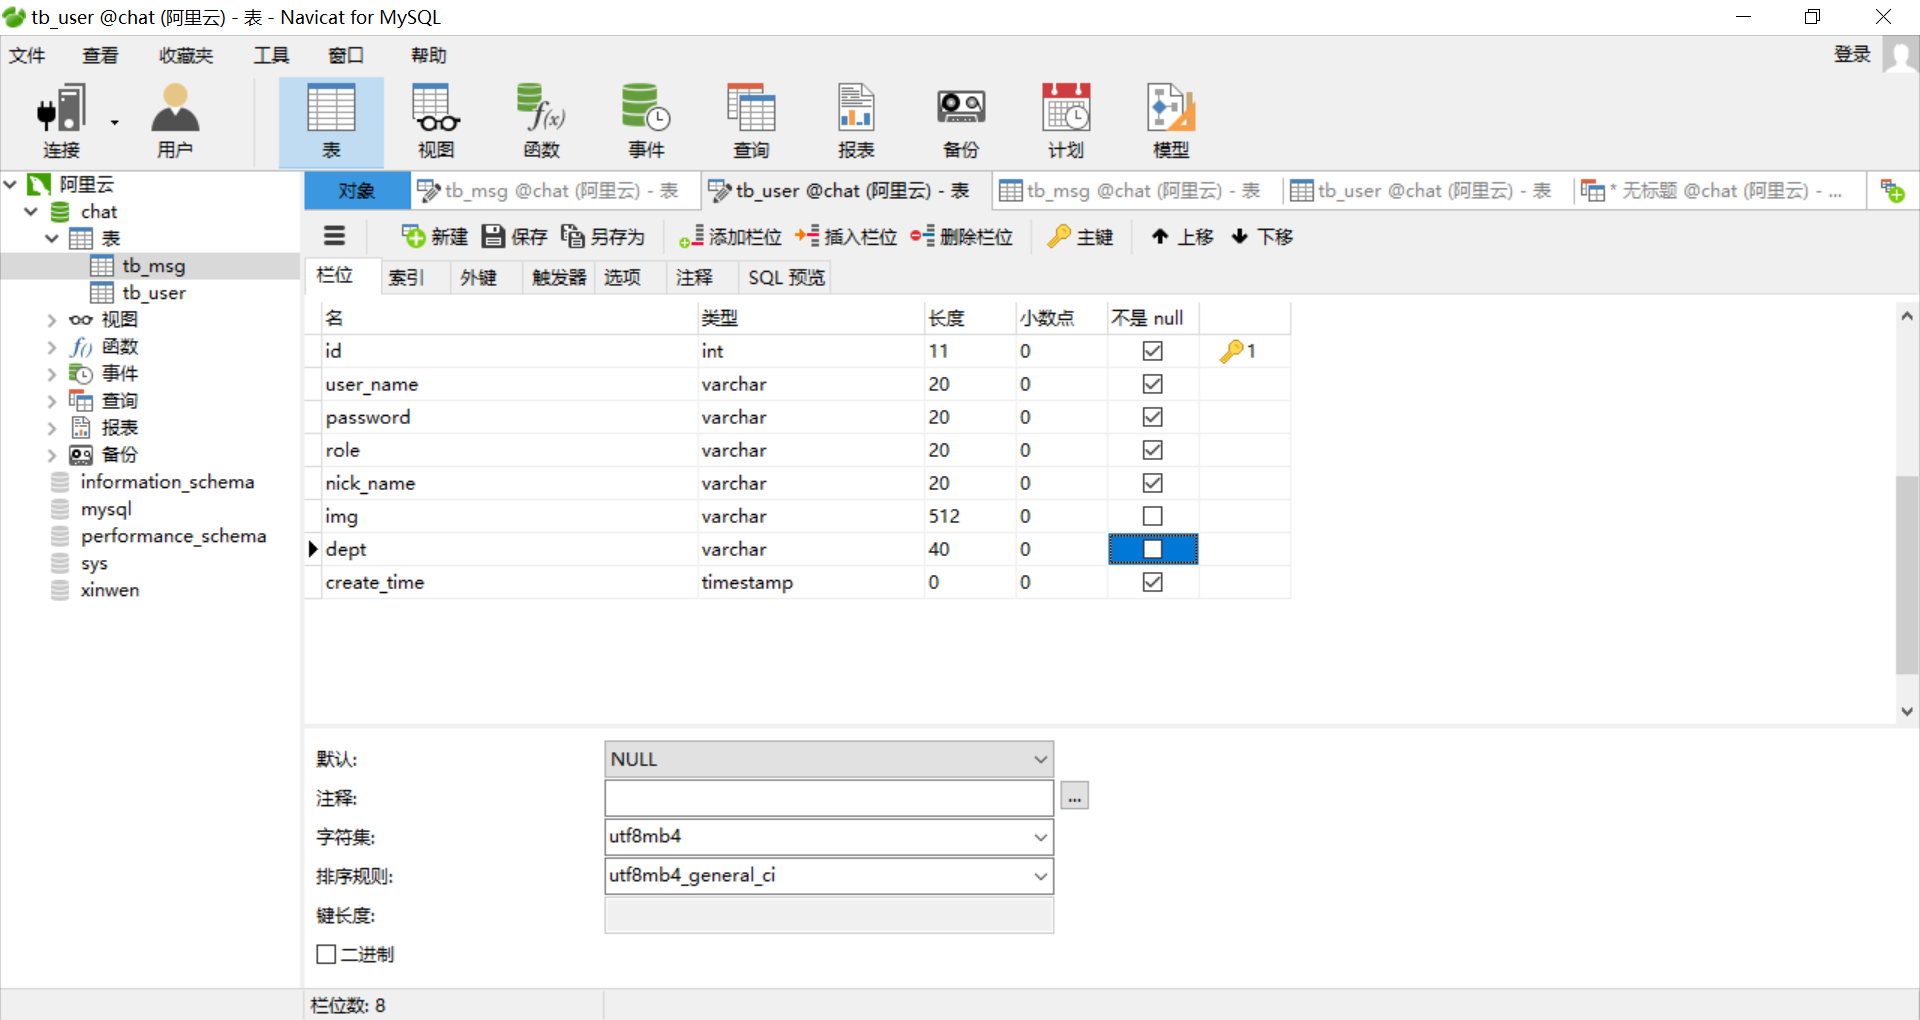 tb_user @chat (阿里云) - 表 - Navicat for MySQL
文件 查看 收藏夹 工具 窗口 帮助 登录
连接 用户 表 视图 函数 事件 查询 报表 备份 计划 模型
阿里云
chat
表
tb_msg
tb_user
视图
函数
事件
查询
报表
备份
information_schema
mysql
performance_schema
sys
xinwen
对象 tb_msg @chat (阿里云) - 表 tb_user @chat (阿里云) - 表 tb_msg @chat (阿里云) - 表 tb_user @chat (阿里云) - 表 * 无标题 @chat (阿里云) - ...
新建 保存 另存为 添加栏位 插入栏位 删除栏位 主键 上移 下移
栏位 索引 外键 触发器 选项 注释 SQL 预览
名 类型 长度 小数点 不是 null
id int 11 0 1
user_name varchar 20 0
password varchar 20 0
role varchar 20 0
nick_name varchar 20 0
img varchar 512 0
dept varchar 40 0
create_time timestamp 0 0
默认: NULL
注释: ...
字符集: utf8mb4
排序规则: utf8mb4_general_ci
键长度:
二进制
栏位数: 8